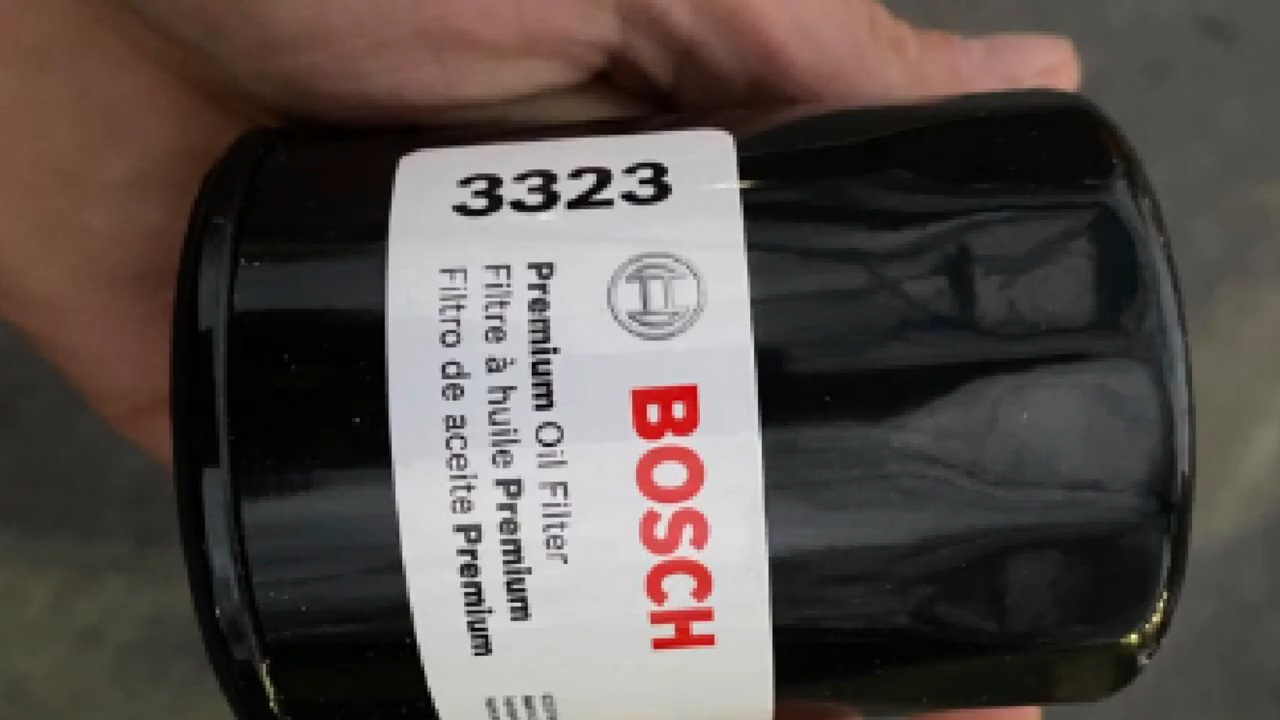 3323
BOSCH
Premium Oil Filter
Filtre à huile Premium
Filtro de aceite Premium